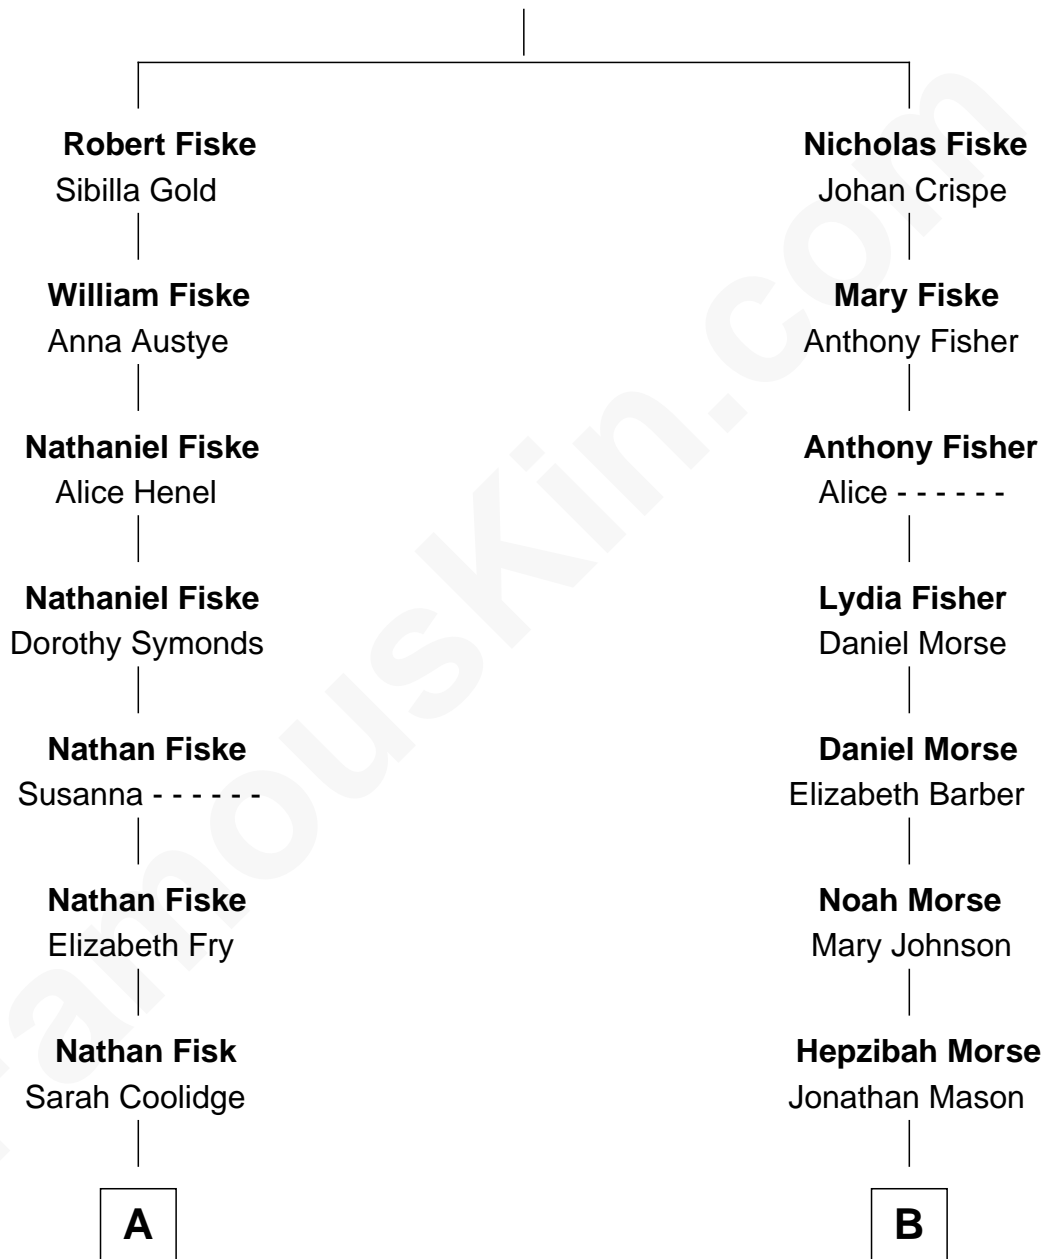 Robert Fiske
Sibilla Gold
William Fiske
Anna Austye
Nathaniel Fiske
Alice Henel
Nathaniel Fiske
Dorothy Symonds
Nathan Fiske
Susanna - - - - - -
Nathan Fiske
Elizabeth Fry
Nathan Fisk
Sarah Coolidge
A
Nicholas Fiske
Johan Crispe
Mary Fiske
Anthony Fisher
Anthony Fisher
Alice - - - - - -
Lydia Fisher
Daniel Morse
Daniel Morse
Elizabeth Barber
Noah Morse
Mary Johnson
Hepzibah Morse
Jonathan Mason
B
FamousKin.com